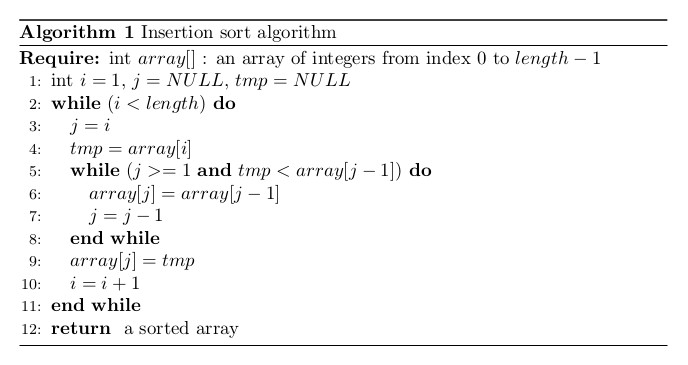 Algorithm 1 Insertion sort algorithm
Require: int array[] : an array of integers from index 0 to length − 1
1: int i = 1, j = NULL, tmp = NULL
2: while (i < length) do
3: j = i
4: tmp = array[i]
5: while (j >= 1 and tmp < array[j − 1]) do
6: array[j] = array[j − 1]
7: j = j − 1
8: end while
9: array[j] = tmp
10: i = i + 1
11: end while
12: return a sorted array